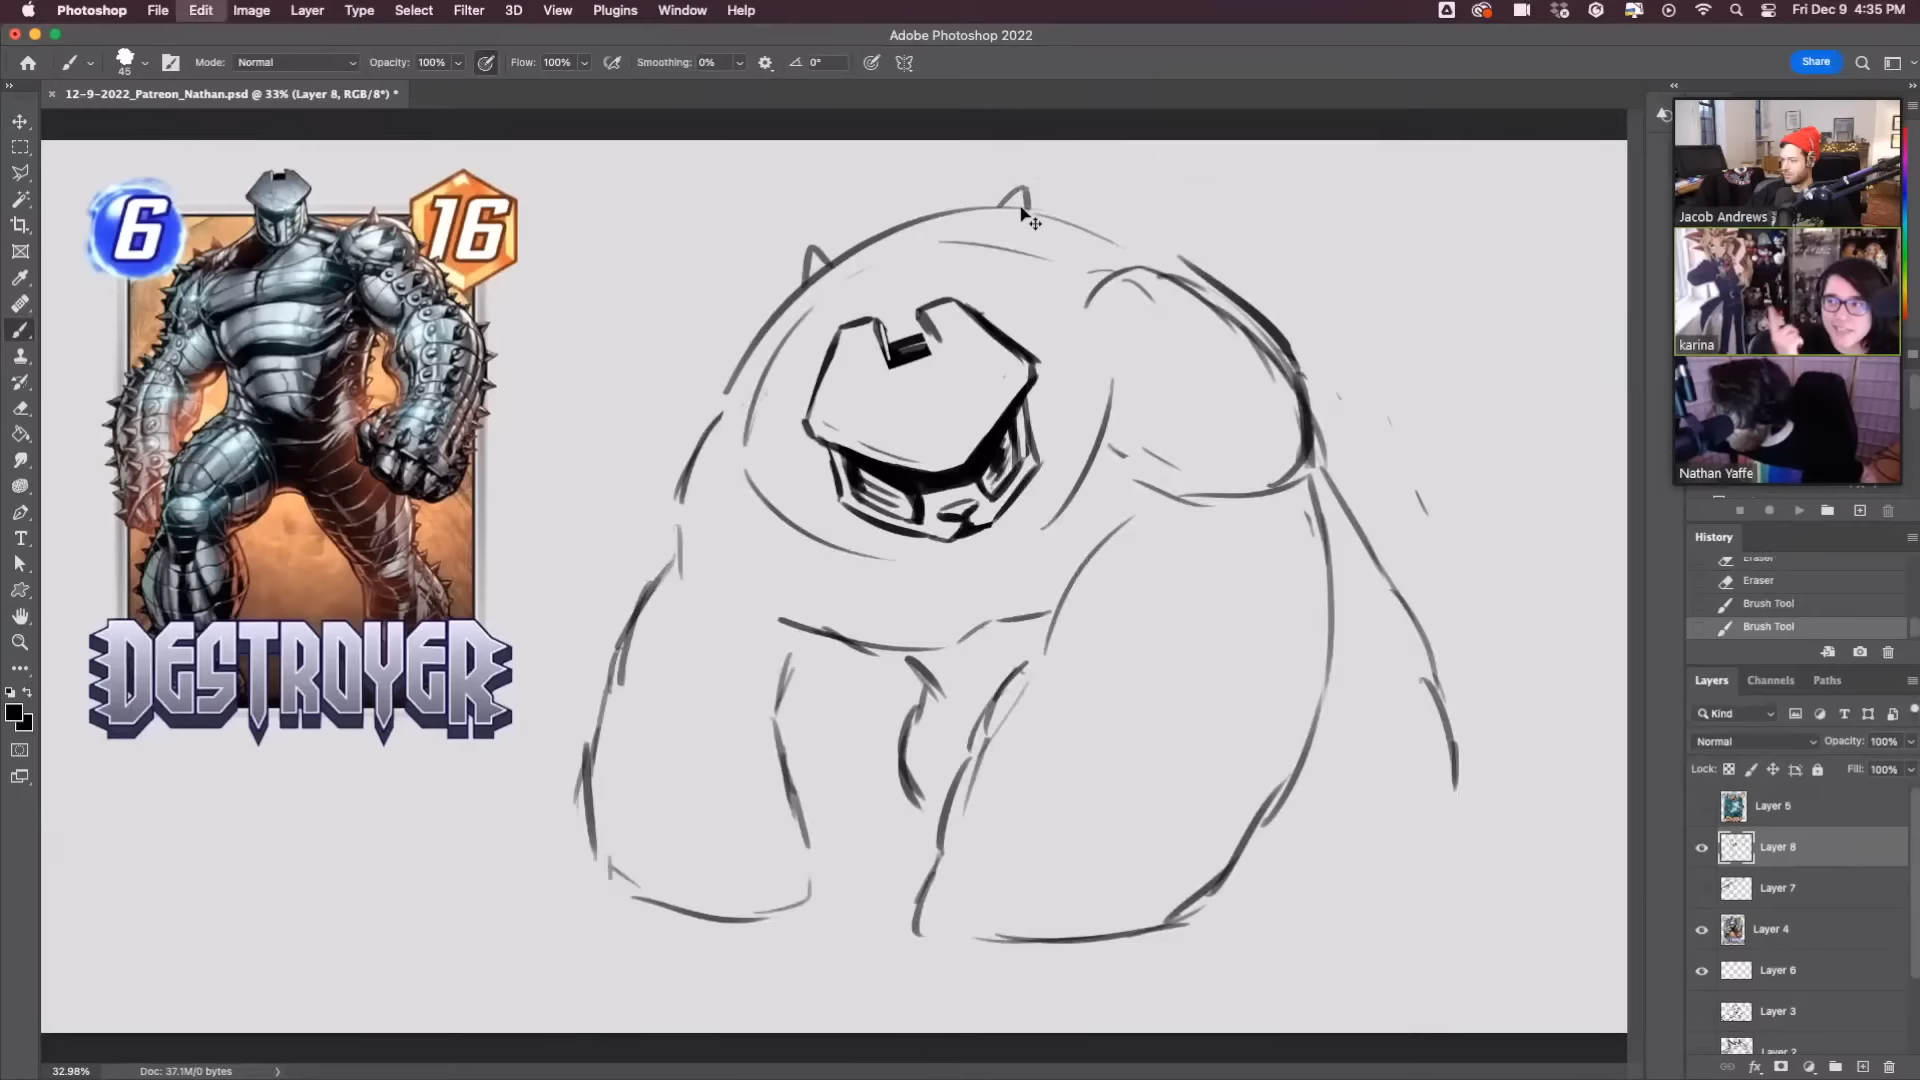 Photoshop File Edit Image Layer Type Select Filter 3D View Plugins Window Help
Fri Dec 9 4:35 PM
Adobe Photoshop 2022
45
Mode: Normal Opacity: 100% Flow: 100% Smoothing: 0% 0°
Share
12-9-2022_Patreon_Nathan.psd @ 33% (Layer 8, RGB/8*) *
6
16
DESTROYER
Jacob Andrews
karina
Nathan Yaffe
History
Eraser
Eraser
Brush Tool
Brush Tool
Layers Channels Paths
Kind
Normal Opacity: 100%
Lock: Fill: 100%
Layer 5
Layer 8
Layer 7
Layer 4
Layer 6
Layer 3
Layer 2
32.98% Doc: 37.1M/0 bytes